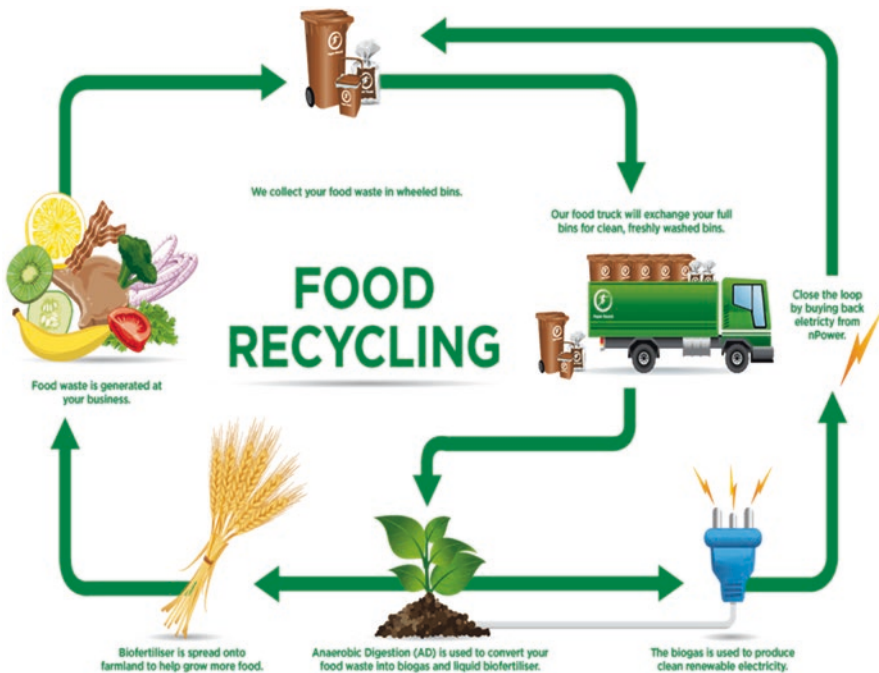 We collect your food waste in wheeled bins.
Our food truck will exchange your full
bins for clean, freshly washed bins.
FOOD
RECYCLING
Close the loop
by buying back
eletricty from
nPower.
Food waste is generated at
your business.
Biofertiliser is spread onto
farmland to help grow more food.
Anaerobic Digestion (AD) is used to convert your
food waste into biogas and liquid biofertiliser.
The biogas is used to produce
clean renewable electricity.